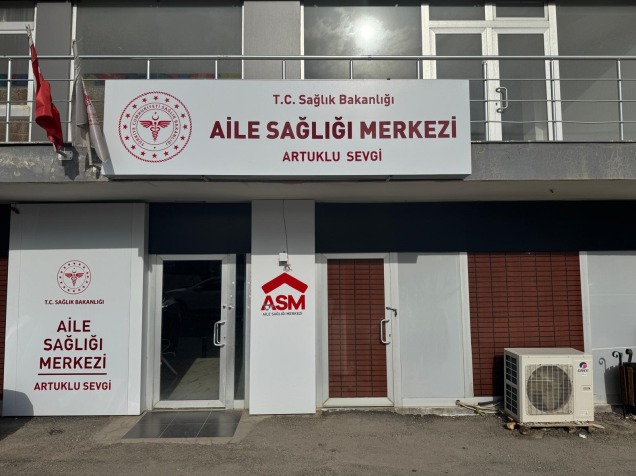 T.C. Sağlık Bakanlığı
AİLE SAĞLIĞI MERKEZİ
ARTUKLU SEVGİ
T.C. SAĞLIK BAKANLIĞI
AİLE
SAĞLIĞI
MERKEZİ
ARTUKLU SEVGİ
ASM
AİLE SAĞLIĞI MERKEZİ